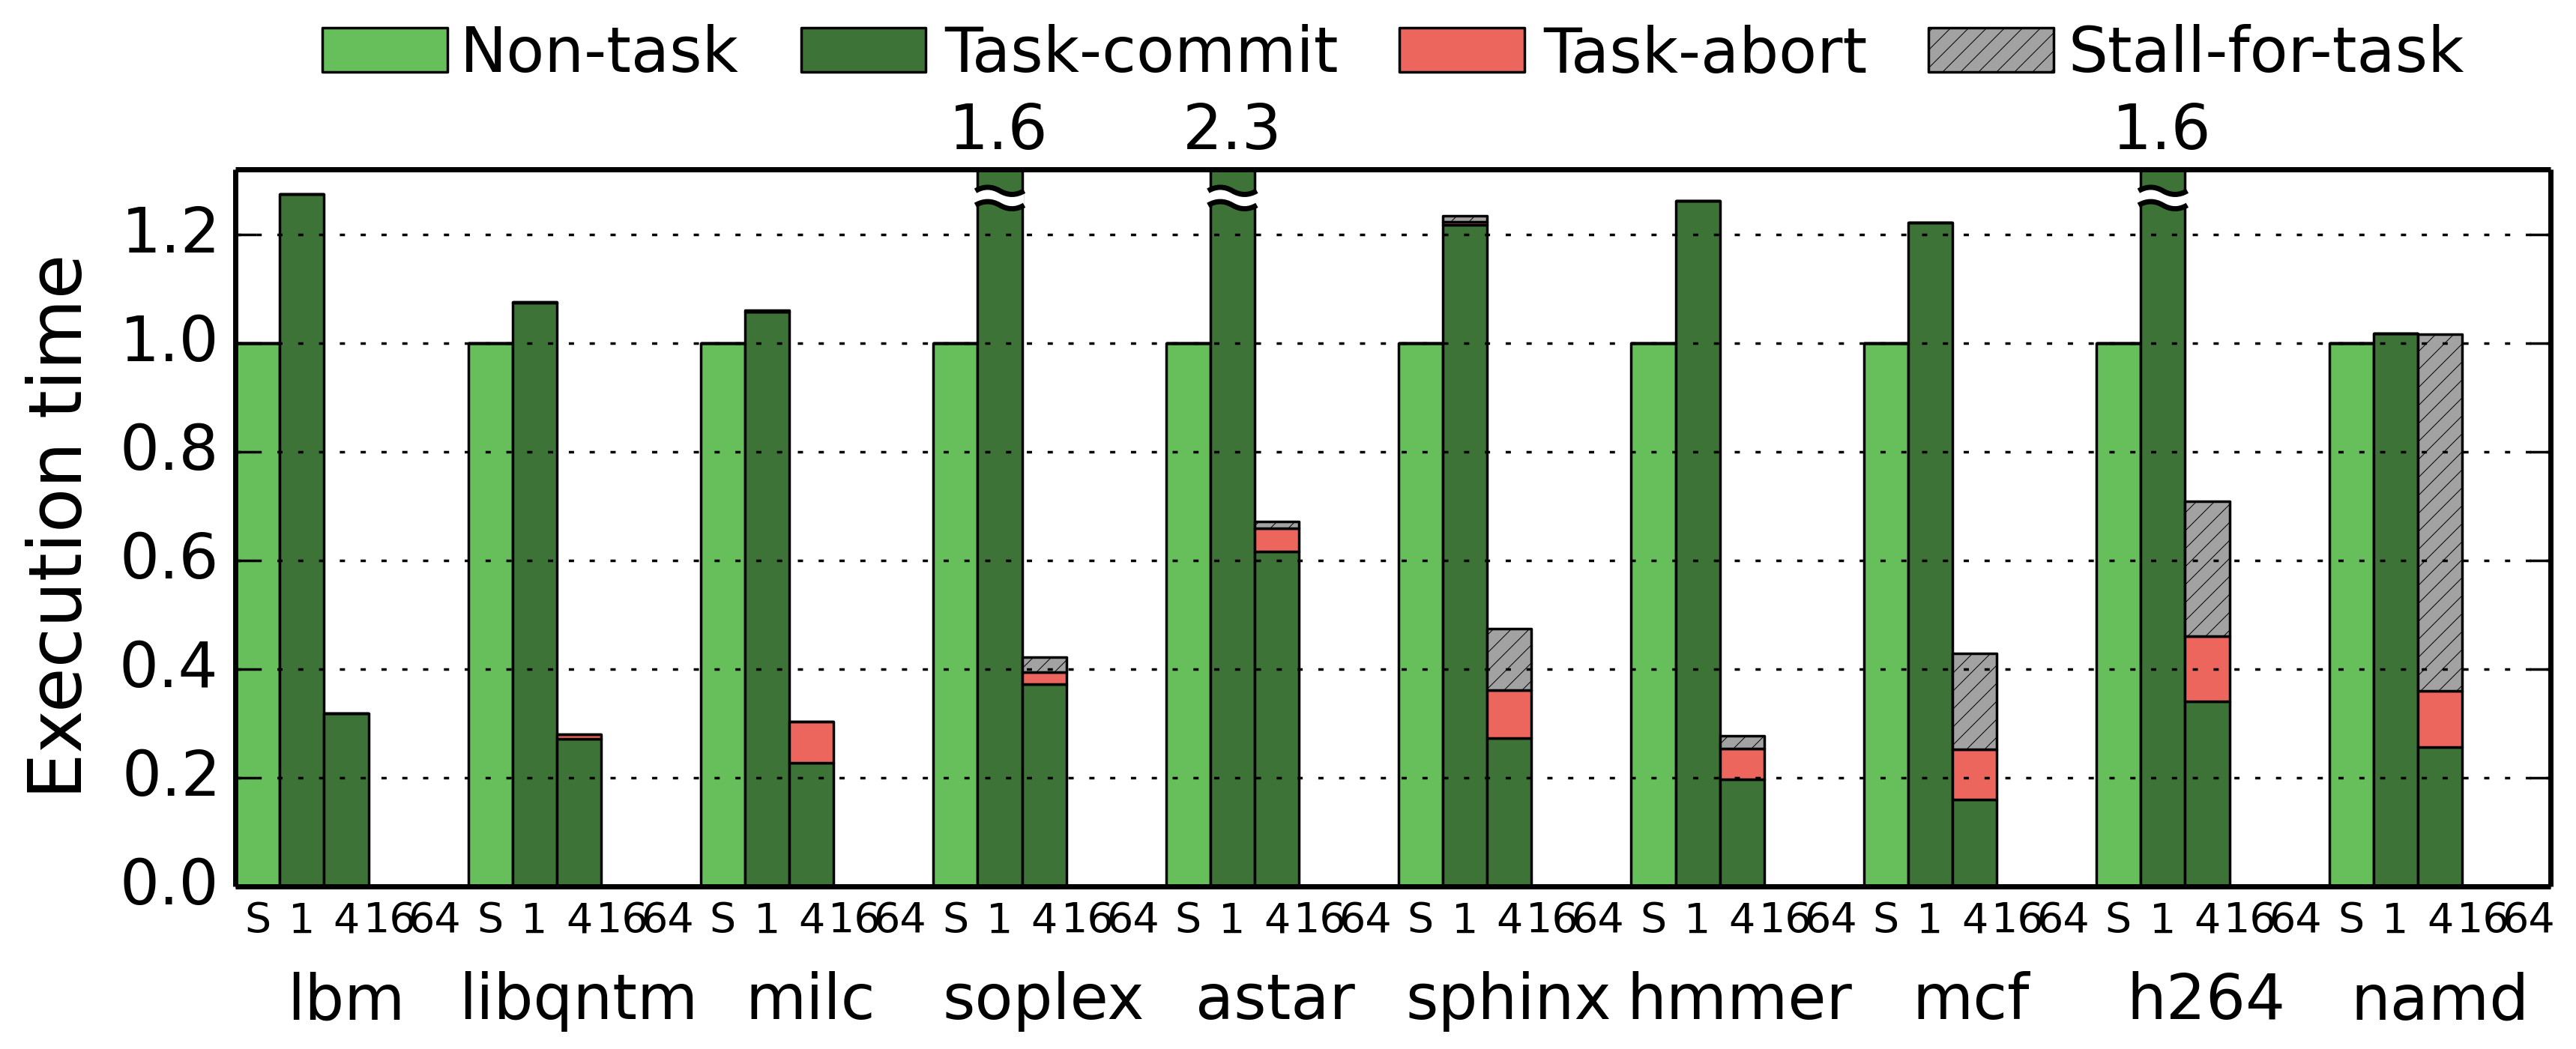 Non-task Task-commit Task-abort Stall-for-task
1.6 2.3 1.6
Execution time
1.2
1.0
0.8
0.6
0.4
0.2
0.0
S 1 4 16 64 S 1 4 16 64 S 1 4 16 64 S 1 4 16 64 S 1 4 16 64 S 1 4 16 64 S 1 4 16 64 S 1 4 16 64 S 1 4 16 64 S 1 4 16 64
lbm libqntm milc soplex astar sphinx hmmer mcf h264 namd